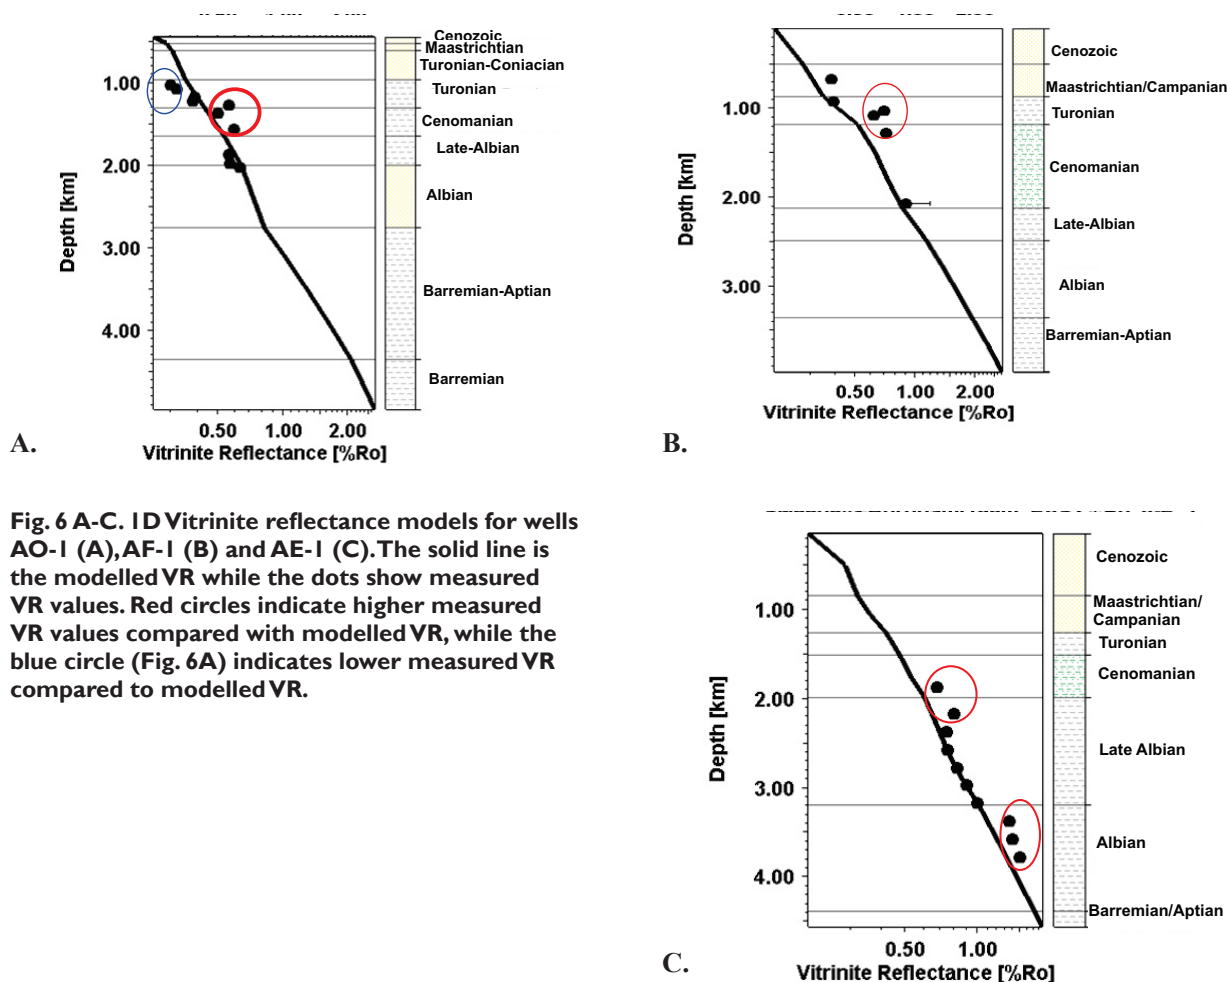 Cenozoic
Maastrichtian
Turonian-Coniacian
Turonian
Cenomanian
Late-Albian
Albian
Barremian-Aptian
Barremian
1.00
2.00
3.00
4.00
Depth [km]
0.50 1.00 2.00
Vitrinite Reflectance [%Ro]
A.
Cenozoic
Maastrichtian/Campanian
Turonian
Cenomanian
Late-Albian
Albian
Barremian-Aptian
1.00
2.00
3.00
Depth [km]
0.50 1.00 2.00
Vitrinite Reflectance [%Ro]
B.
Fig. 6 A-C. 1D Vitrinite reflectance models for wells
AO-1 (A), AF-1 (B) and AE-1 (C). The solid line is
the modelled VR while the dots show measured
VR values. Red circles indicate higher measured
VR values compared with modelled VR, while the
blue circle (Fig. 6A) indicates lower measured VR
compared to modelled VR.
Cenozoic
Maastrichtian/
Campanian
Turonian
Cenomanian
Late Albian
Albian
Barremian/Aptian
1.00
2.00
3.00
4.00
Depth [km]
0.50 1.00
Vitrinite Reflectance [%Ro]
C.